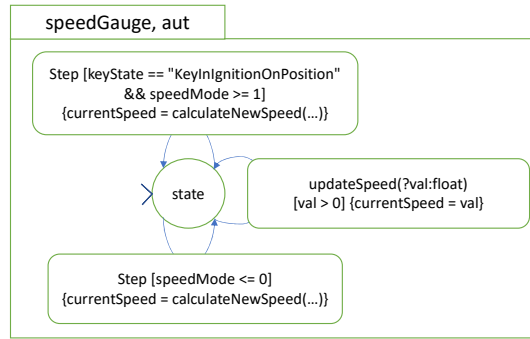 speedGauge, aut
Step [keyState == "KeyInIgnitionOnPosition"
&& speedMode >= 1]
{currentSpeed = calculateNewSpeed(…)}
state
updateSpeed(?val:float)
[val > 0] {currentSpeed = val}
Step [speedMode <= 0]
{currentSpeed = calculateNewSpeed(…)}